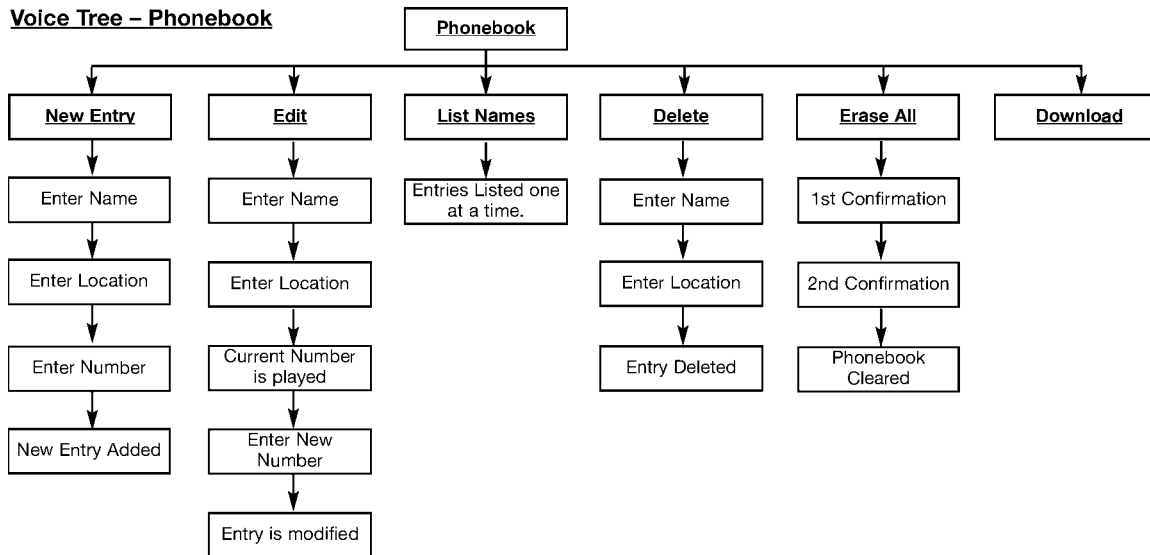 Voice Tree – Phonebook
Phonebook
New Entry
Edit
List Names
Delete
Erase All
Download
Enter Name
Enter Location
Enter Number
New Entry Added
Enter Name
Enter Location
Current Number
is played
Enter New
Number
Entry is modified
Entries Listed one
at a time.
Enter Name
Enter Location
Entry Deleted
1st Confirmation
2nd Confirmation
Phonebook
Cleared